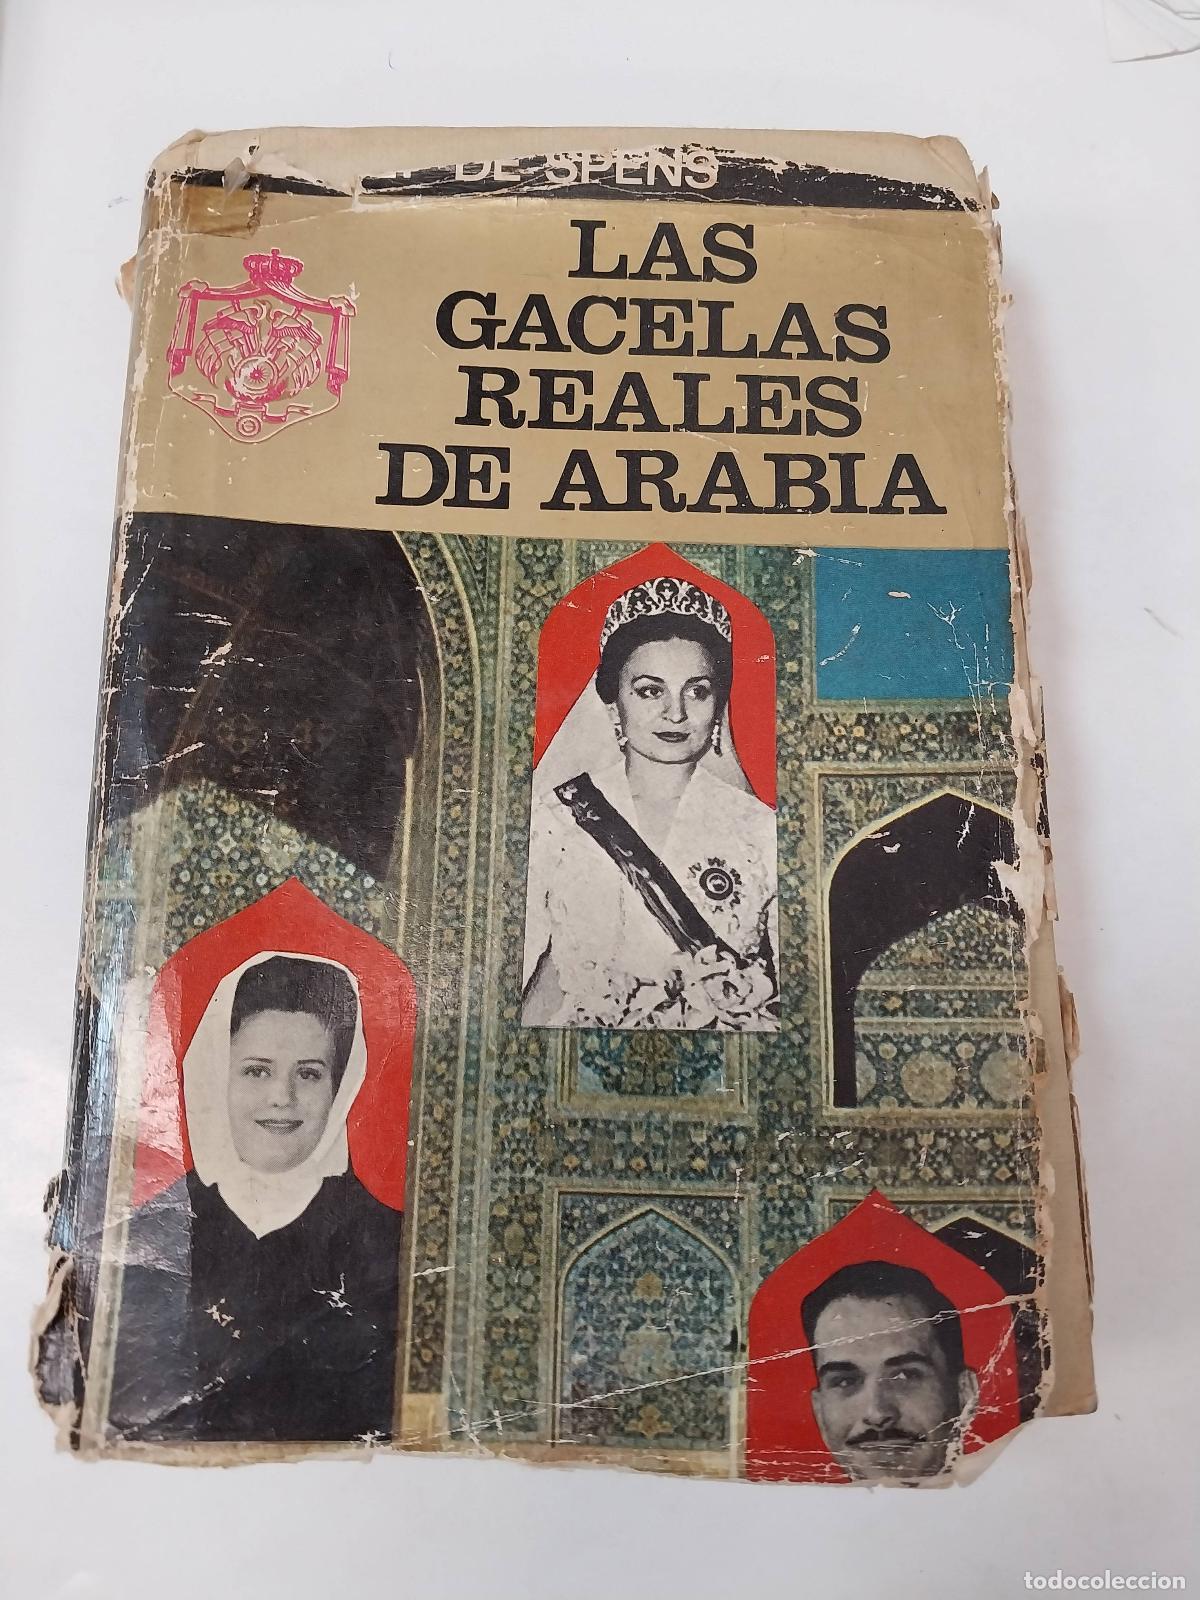 DE SPENS
LAS
GACELAS
REALES
DE ARABIA
todocoleccion